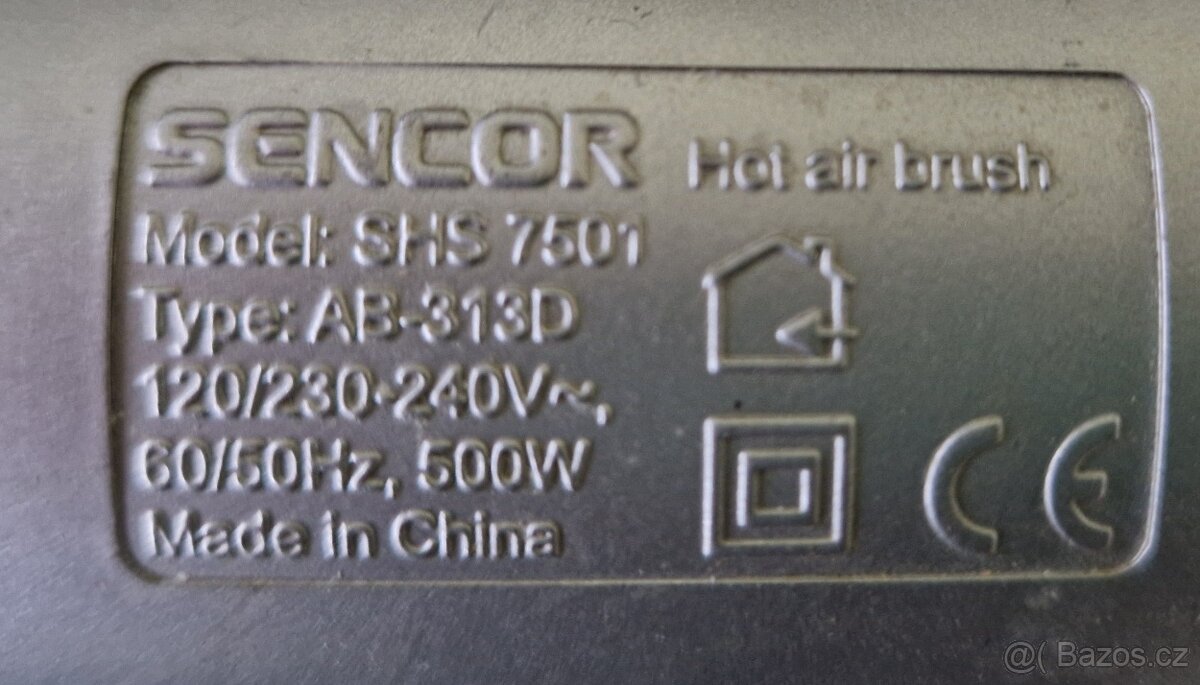 SENCOR Hot air brush
Model: SHS 7501
Type: AB-313D
120/230-240V~,
60/50Hz, 500W
Made in China
CE
@( Bazos.cz